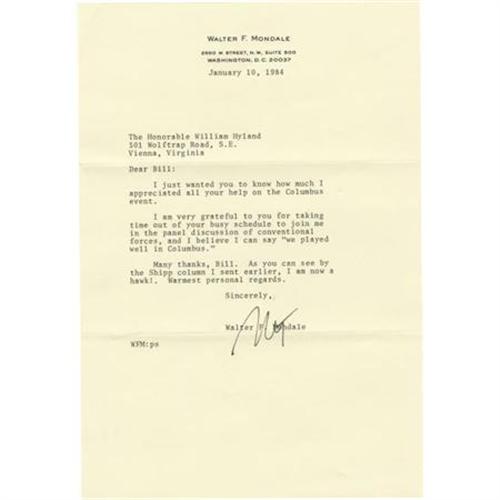 WALTER F. MONDALE
2550 M STREET, N.W., SUITE 500
WASHINGTON, D.C. 20037
January 10, 1984
The Honorable William Hyland
501 Wolftrap Road, S.E.
Vienna, Virginia
Dear Bill:
I just wanted you to know how much I
appreciated all your help on the Columbus
event.
I am very grateful to you for taking
time out of your busy schedule to join me
in the panel discussion of conventional
forces, and I believe I can say "we played
well in Columbus."
Many thanks, Bill. As you can see by
the Shipp column I sent earlier, I am now a
hawk!. Warmest personal regards.
Sincerely,
Walter F. Mondale
WFM:ps